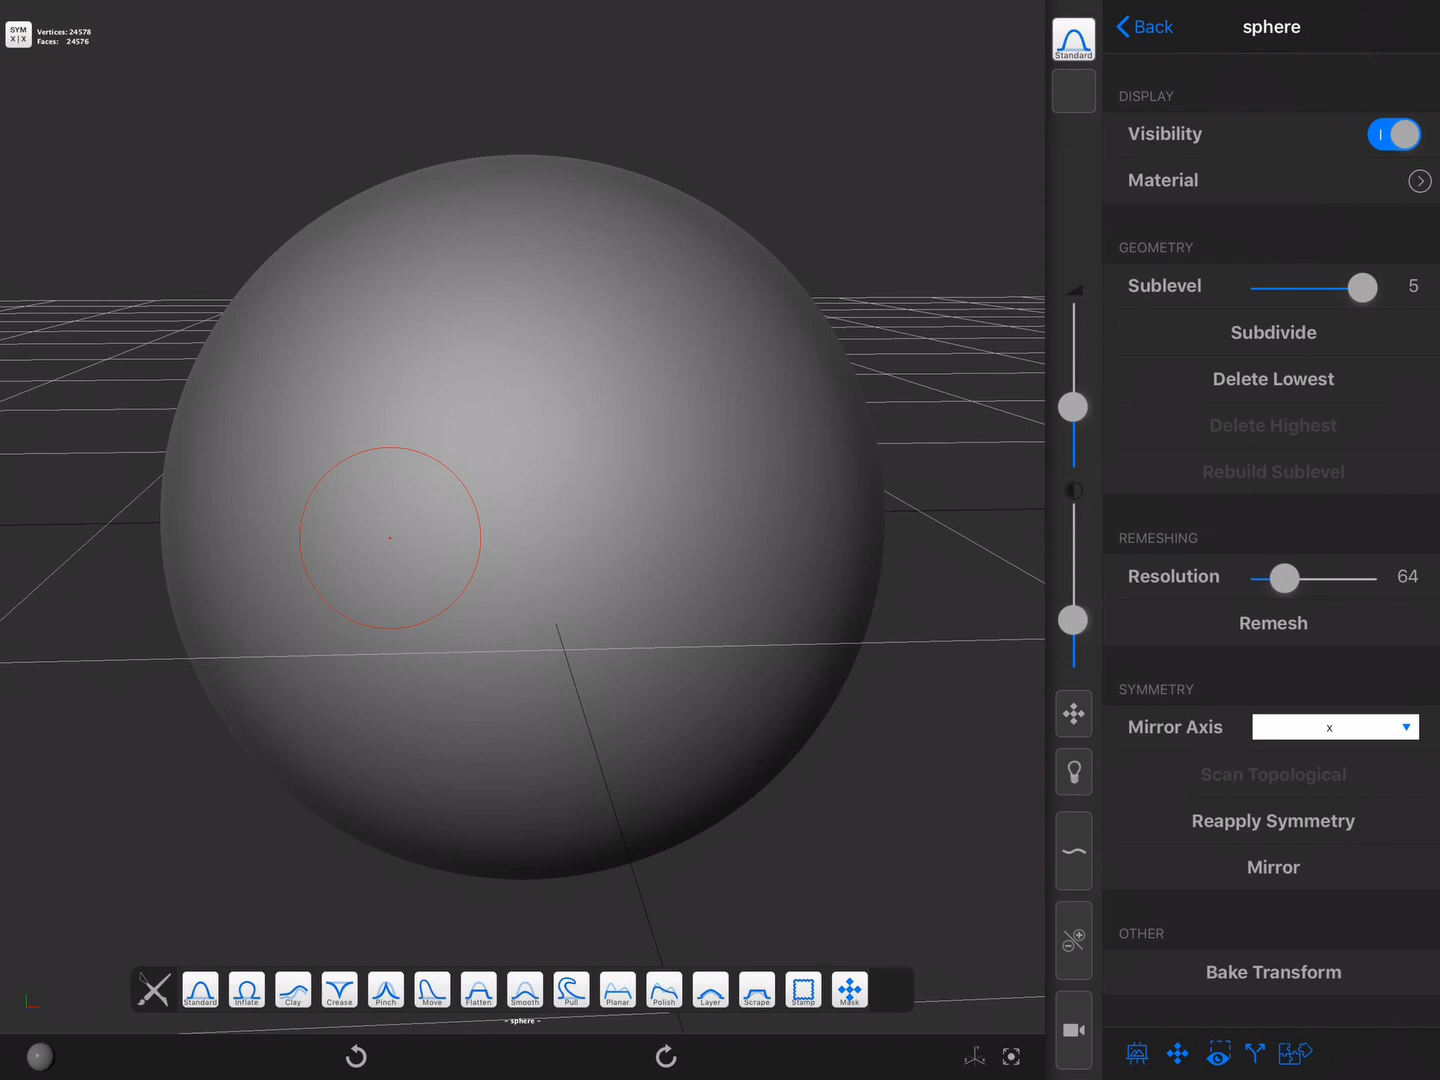 SYM
X|X
Vertices: 24578
Faces: 24576
Standard
Back
sphere
DISPLAY
Visibility
Material
GEOMETRY
Sublevel 5
Subdivide
Delete Lowest
Delete Highest
Rebuild Sublevel
REMESHING
Resolution 64
Remesh
SYMMETRY
Mirror Axis x
Scan Topological
Reapply Symmetry
Mirror
OTHER
Bake Transform
Standard Inflate Clay Crease Pinch Move Flatten Smooth Pull Planar Polish Layer Scrape Stamp Mask
- sphere -